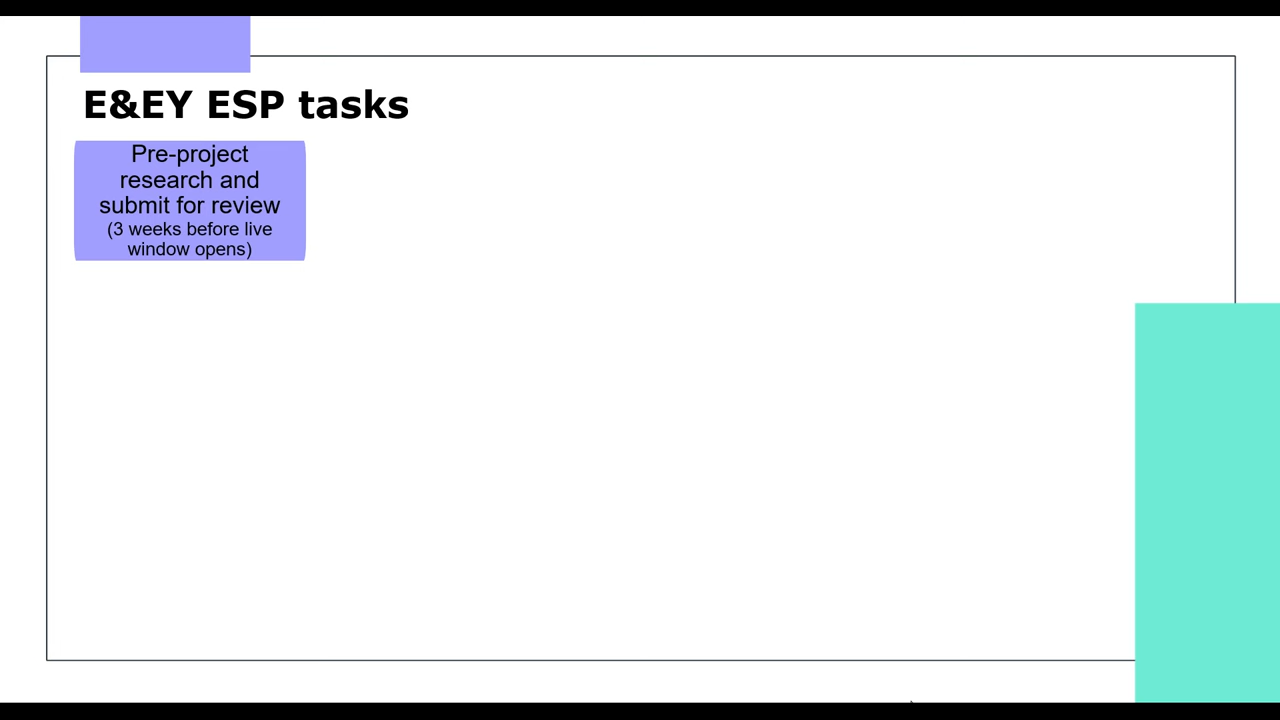 E&EY ESP tasks
Pre-project
research and
submit for review
(3 weeks before live
window opens)